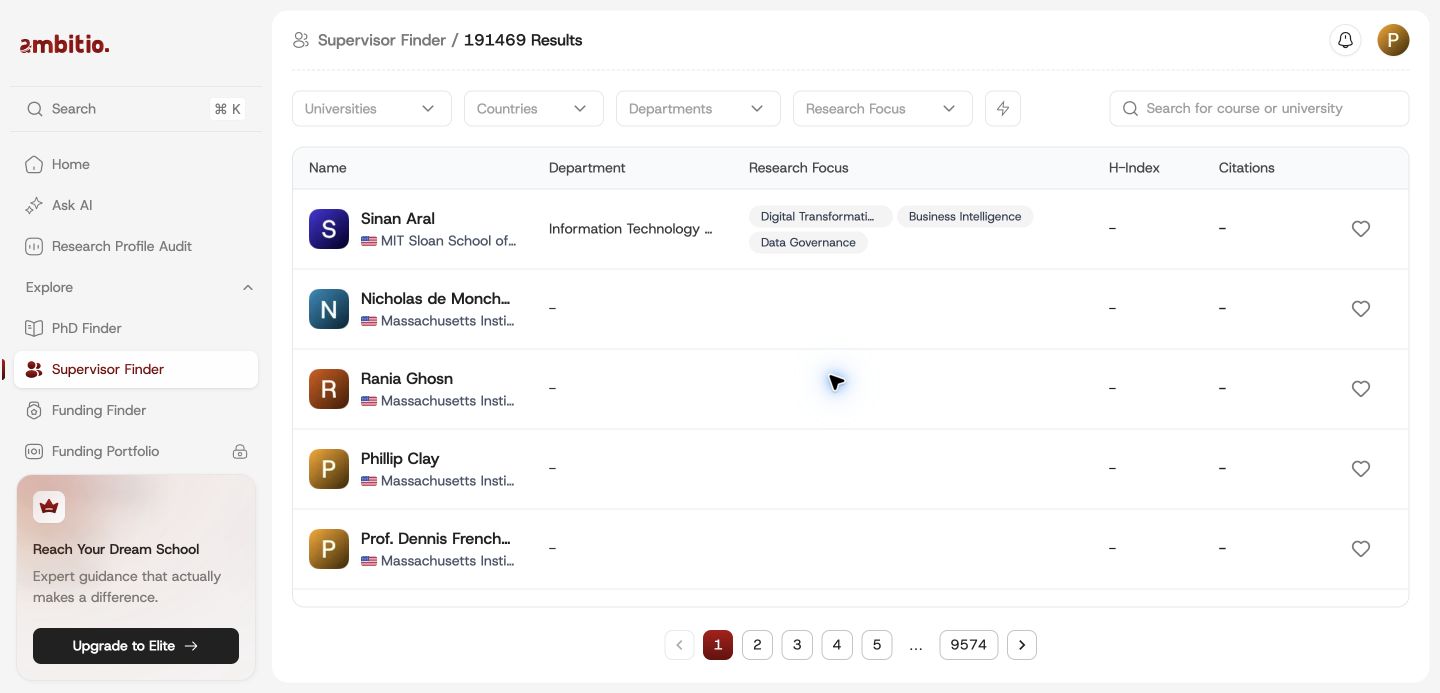 ambitio.
Supervisor Finder / 191469 Results
P
Search ⌘ K
Universities
Countries
Departments
Research Focus
Search for course or university
Home
Ask AI
Research Profile Audit
Explore
PhD Finder
Supervisor Finder
Funding Finder
Funding Portfolio
Reach Your Dream School
Expert guidance that actually
makes a difference.
Upgrade to Elite →
Name Department Research Focus H-Index Citations
S
Sinan Aral
MIT Sloan School of...
Information Technology ...
Digital Transformati... Business Intelligence
Data Governance
- -
N
Nicholas de Monch...
Massachusetts Insti...
- - -
R
Rania Ghosn
Massachusetts Insti...
- - -
P
Phillip Clay
Massachusetts Insti...
- - -
P
Prof. Dennis French...
Massachusetts Insti...
- - -
1 2 3 4 5 ... 9574